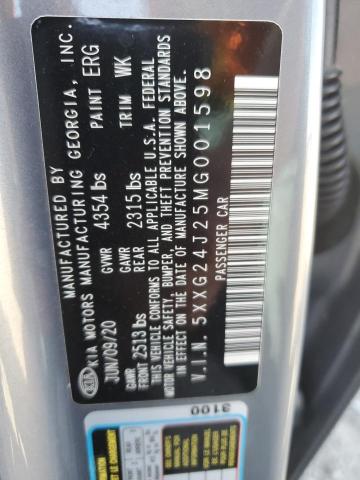 MANUFACTURED BY
KIA KIA MOTORS MANUFACTURING GEORGIA, INC.
JUN/09/20 GVWR 4354 lbs PAINT ERG
GAWR FRONT 2513 lbs GAWR REAR 2315 lbs TRIM WK
THIS VEHICLE CONFORMS TO ALL APPLICABLE U.S.A. FEDERAL
MOTOR VEHICLE SAFETY, BUMPER, AND THEFT PREVENTION STANDARDS
IN EFFECT ON THE DATE OF MANUFACTURE SHOWN ABOVE.
V.I.N. 5XXG24J25MG001598
PASSENGER CAR
3100